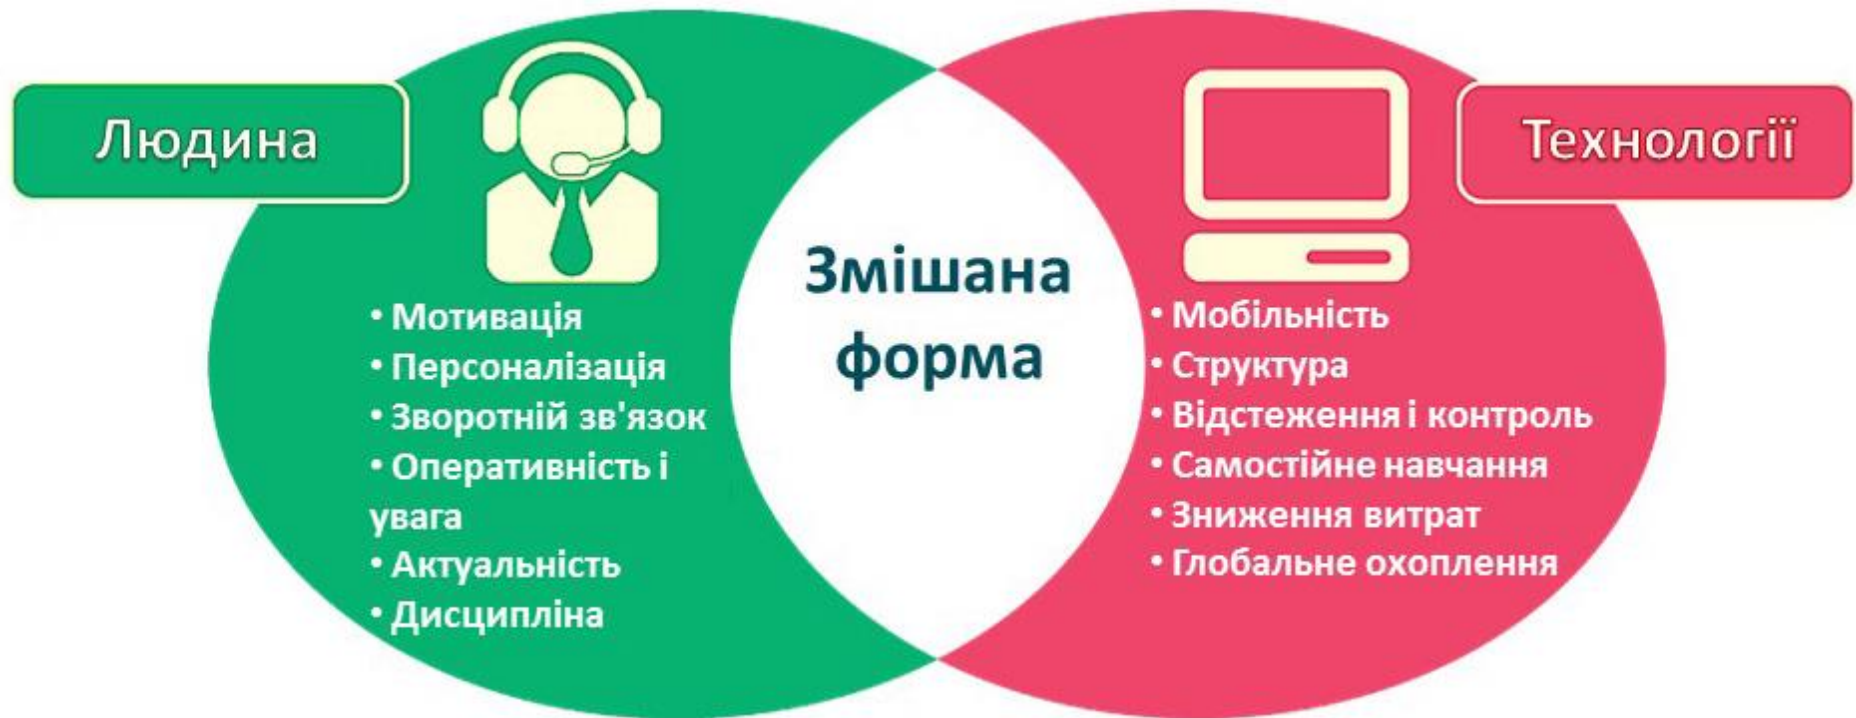 Людина
• Мотивація
• Персоналізація
• Зворотній зв'язок
• Оперативність і
увага
• Актуальність
• Дисципліна
Змішана
форма
Технології
• Мобільність
• Структура
• Відстеження і контроль
• Самостійне навчання
• Зниження витрат
• Глобальне охоплення